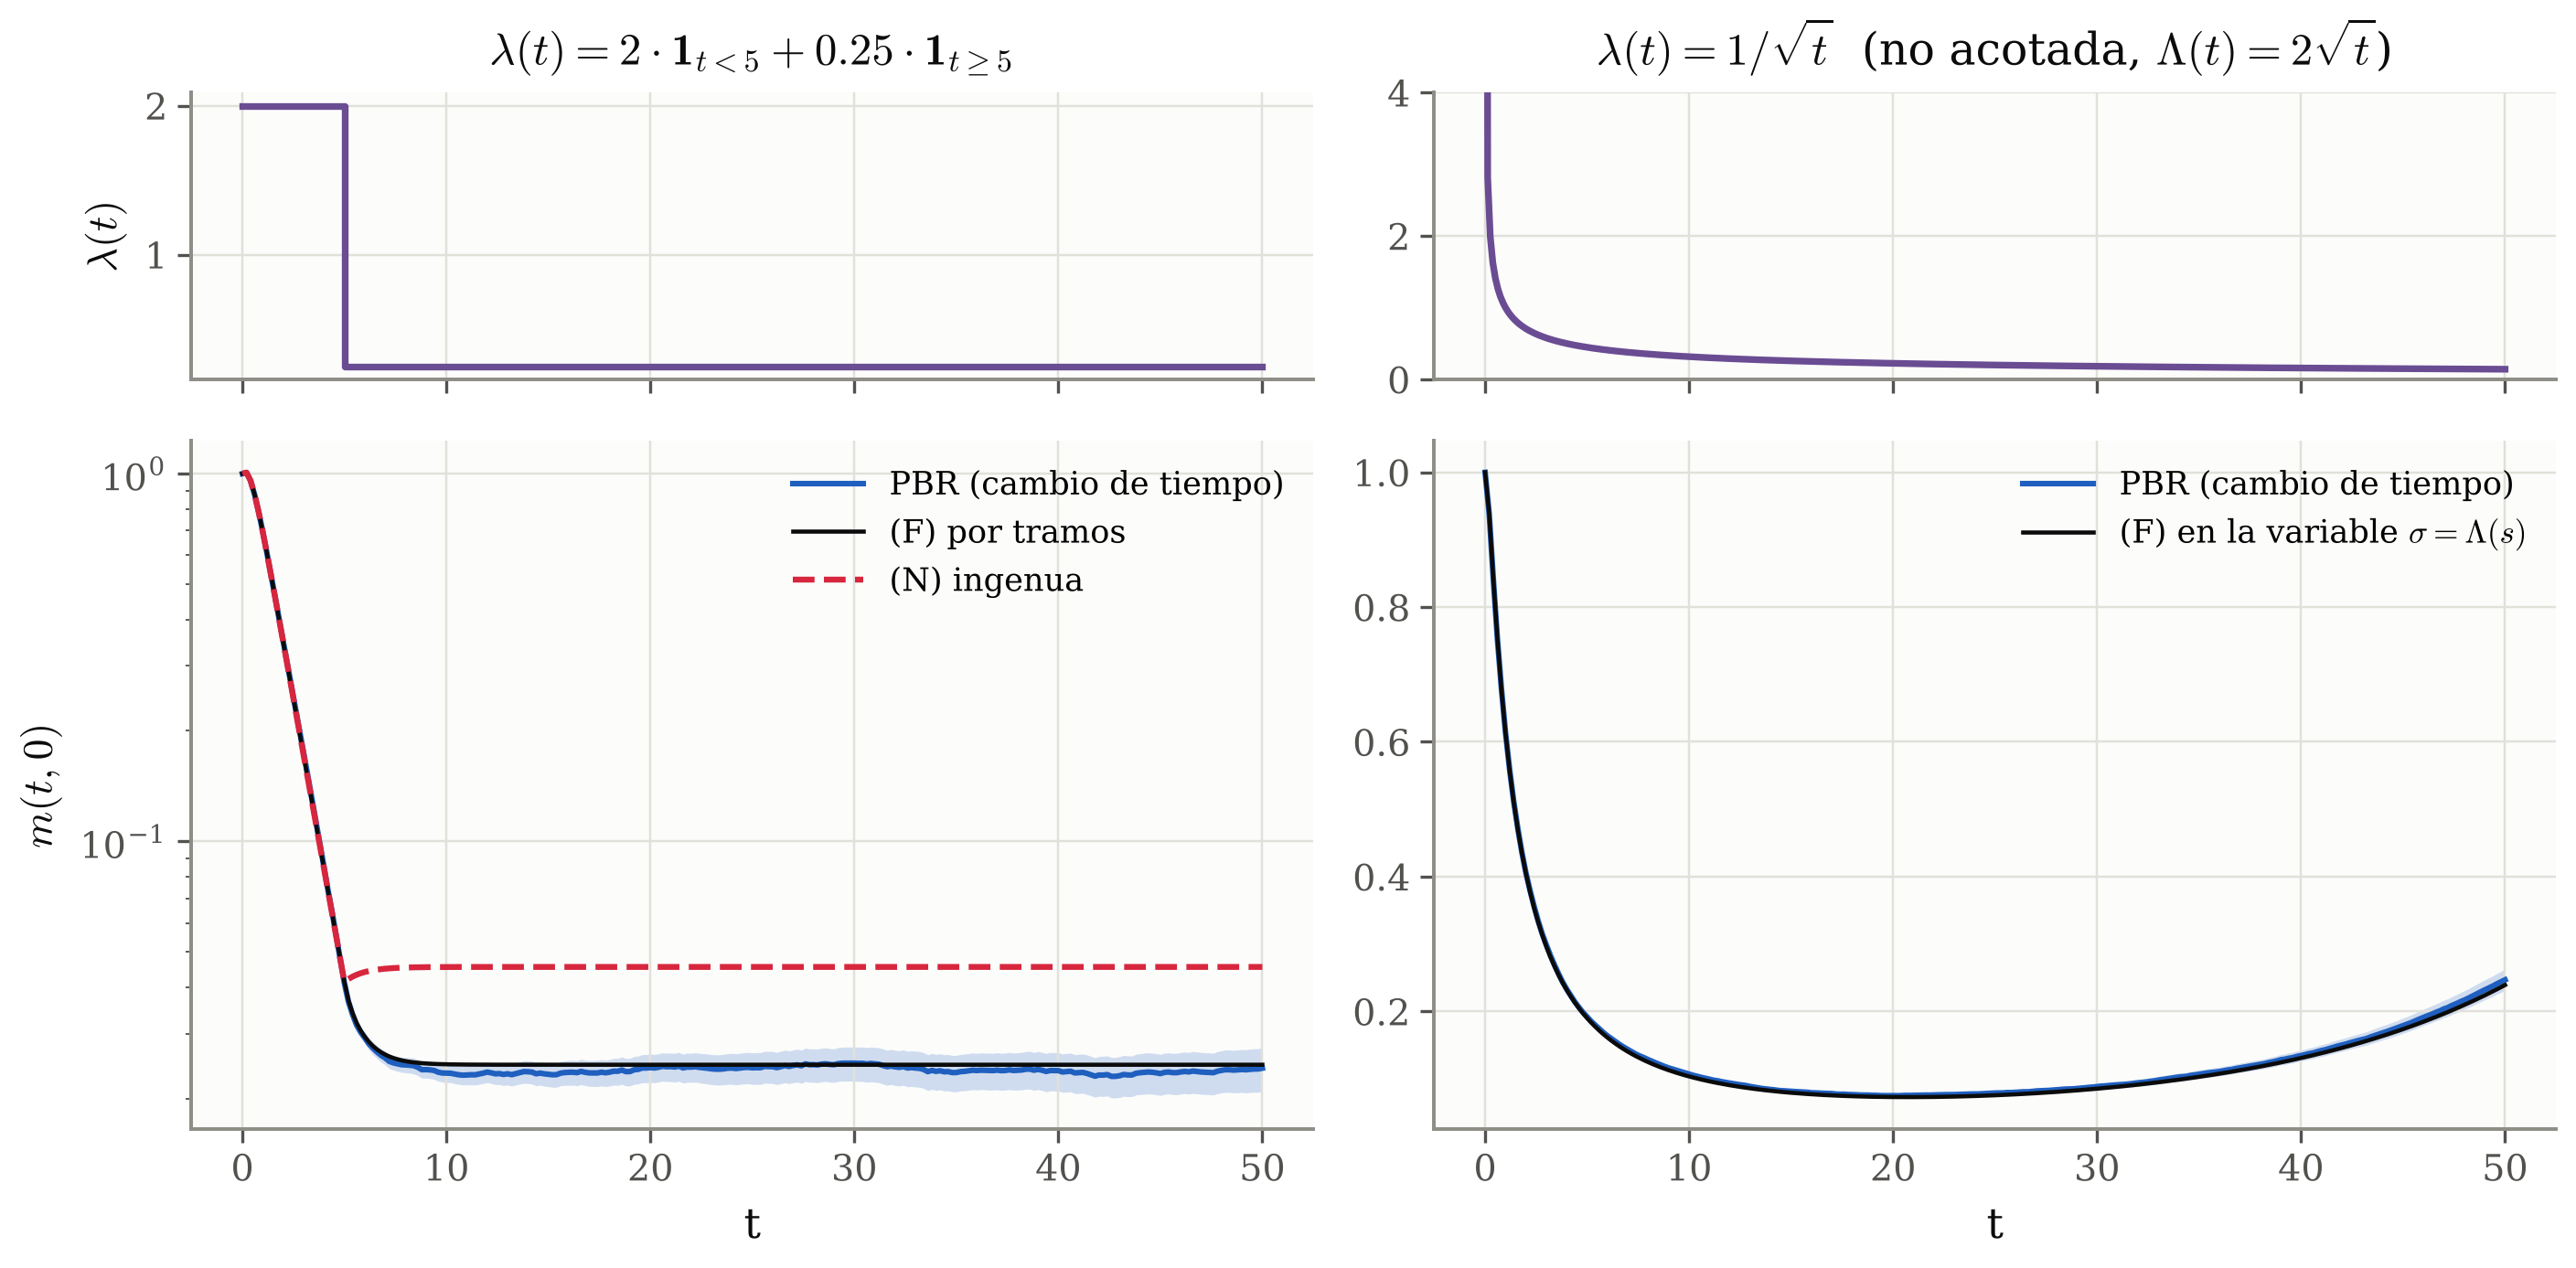 λ(t) = 2 · 1_{t < 5} + 0.25 · 1_{t ≥ 5}
λ(t)
2
1
λ(t) = 1/√t (no acotada, Λ(t) = 2√t)
4
2
0
m(t, 0)
10⁰
10⁻¹
PBR (cambio de tiempo)
(F) por tramos
(N) ingenua
0 10 20 30 40 50
t
1.0
0.8
0.6
0.4
0.2
PBR (cambio de tiempo)
(F) en la variable σ = Λ(s)
0 10 20 30 40 50
t